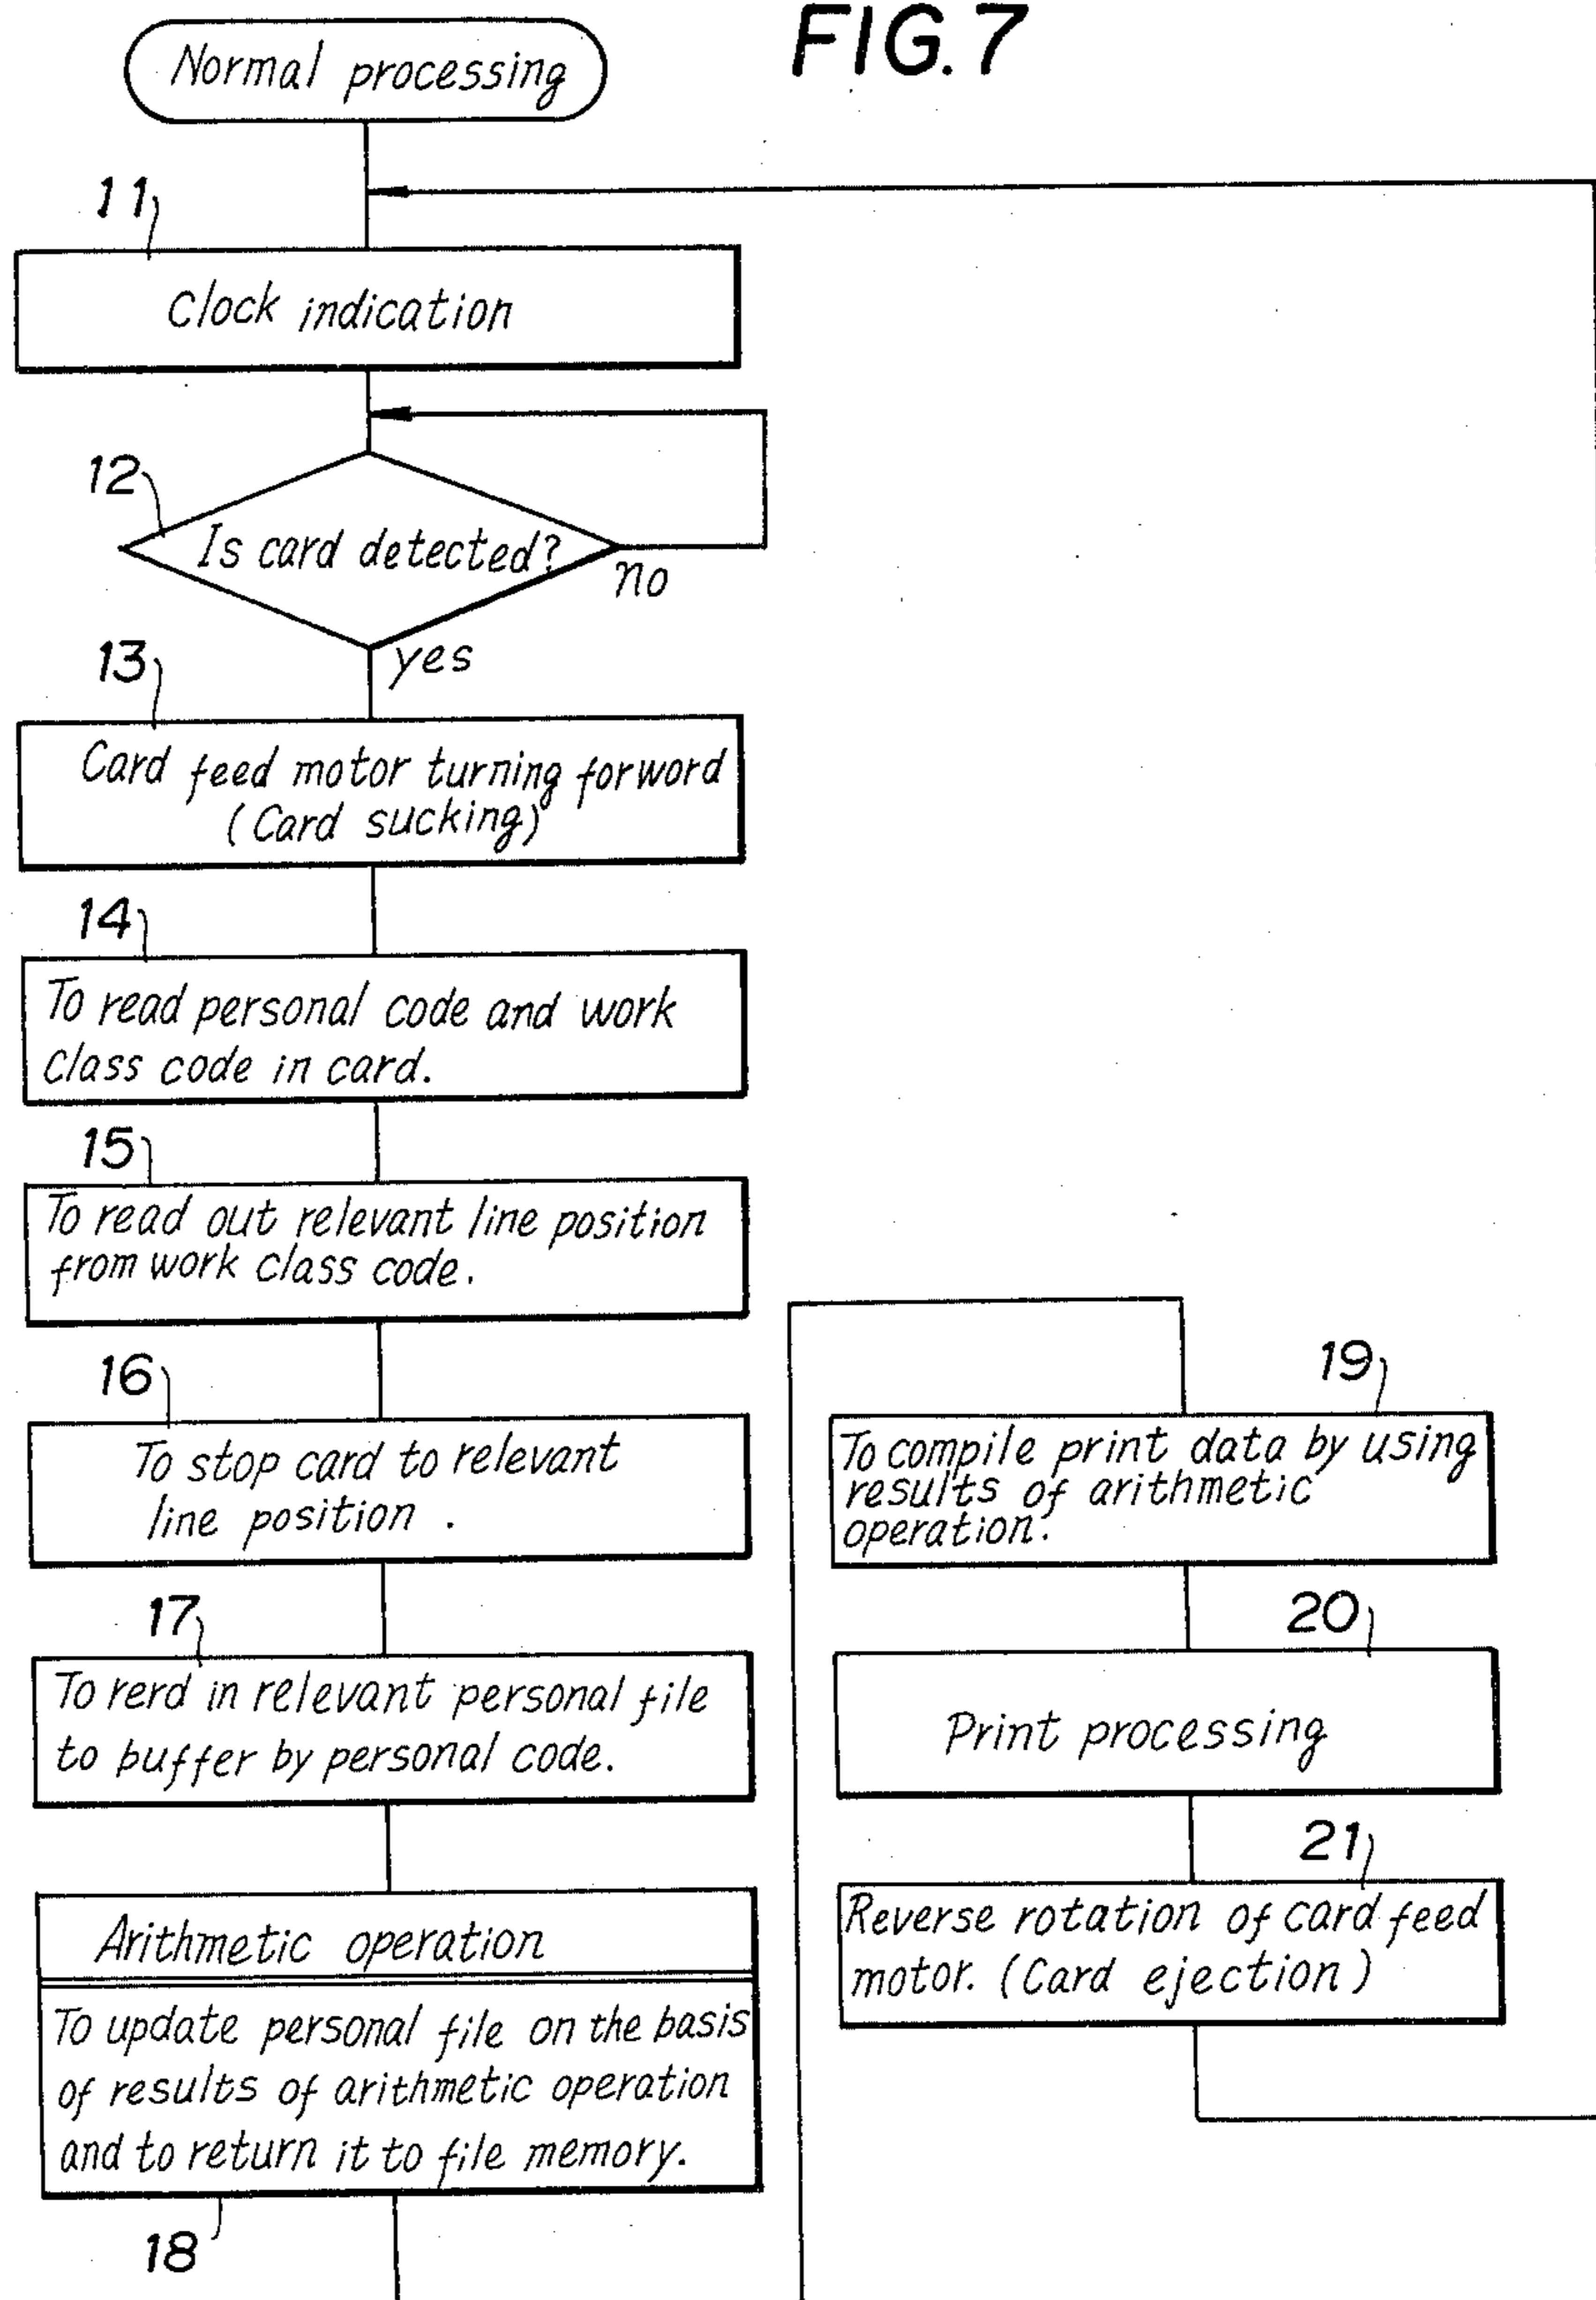 FIG. 7
Normal processing
11
Clock indication
12
Is card detected?
no
yes
13
Card feed motor turning forword
(Card sucking)
14
To read personal code and work
class code in card.
15
To read out relevant line position
from work class code.
16
To stop card to relevant
line position .
17
To rerd in relevant personal file
to buffer by personal code.
Arithmetic operation
To update personal file on the basis
of results of arithmetic operation
and to return it to file memory.
18
19
To compile print data by using
results of arithmetic
operation.
20
Print processing
21
Reverse rotation of card feed
motor. (Card ejection)